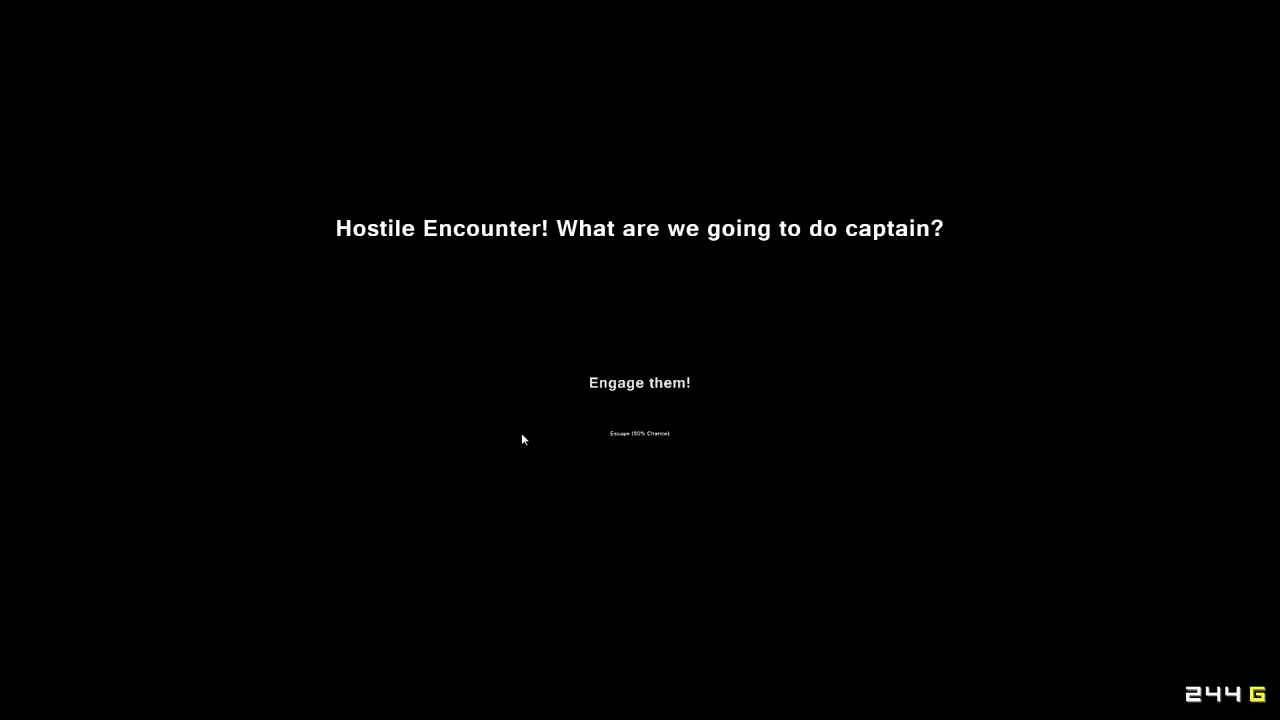 Hostile Encounter! What are we going to do captain?
Engage them!
Escape (60% Chance)
244 G